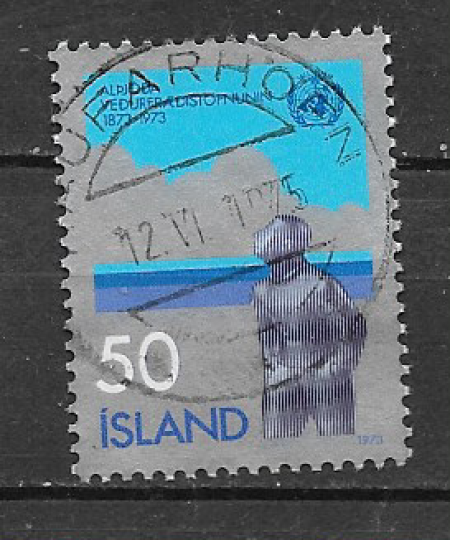 ALÞJÓÐA
VEÐURFRÆÐISTOFNUNIN
1873-1973
12.VI. 1975
50
ÍSLAND
1973